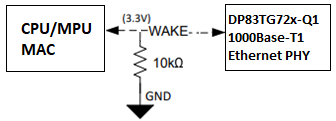 CPU/MPU
MAC
(3.3V)
WAKE
10kΩ
GND
DP83TG72x-Q1
1000Base-T1
Ethernet PHY